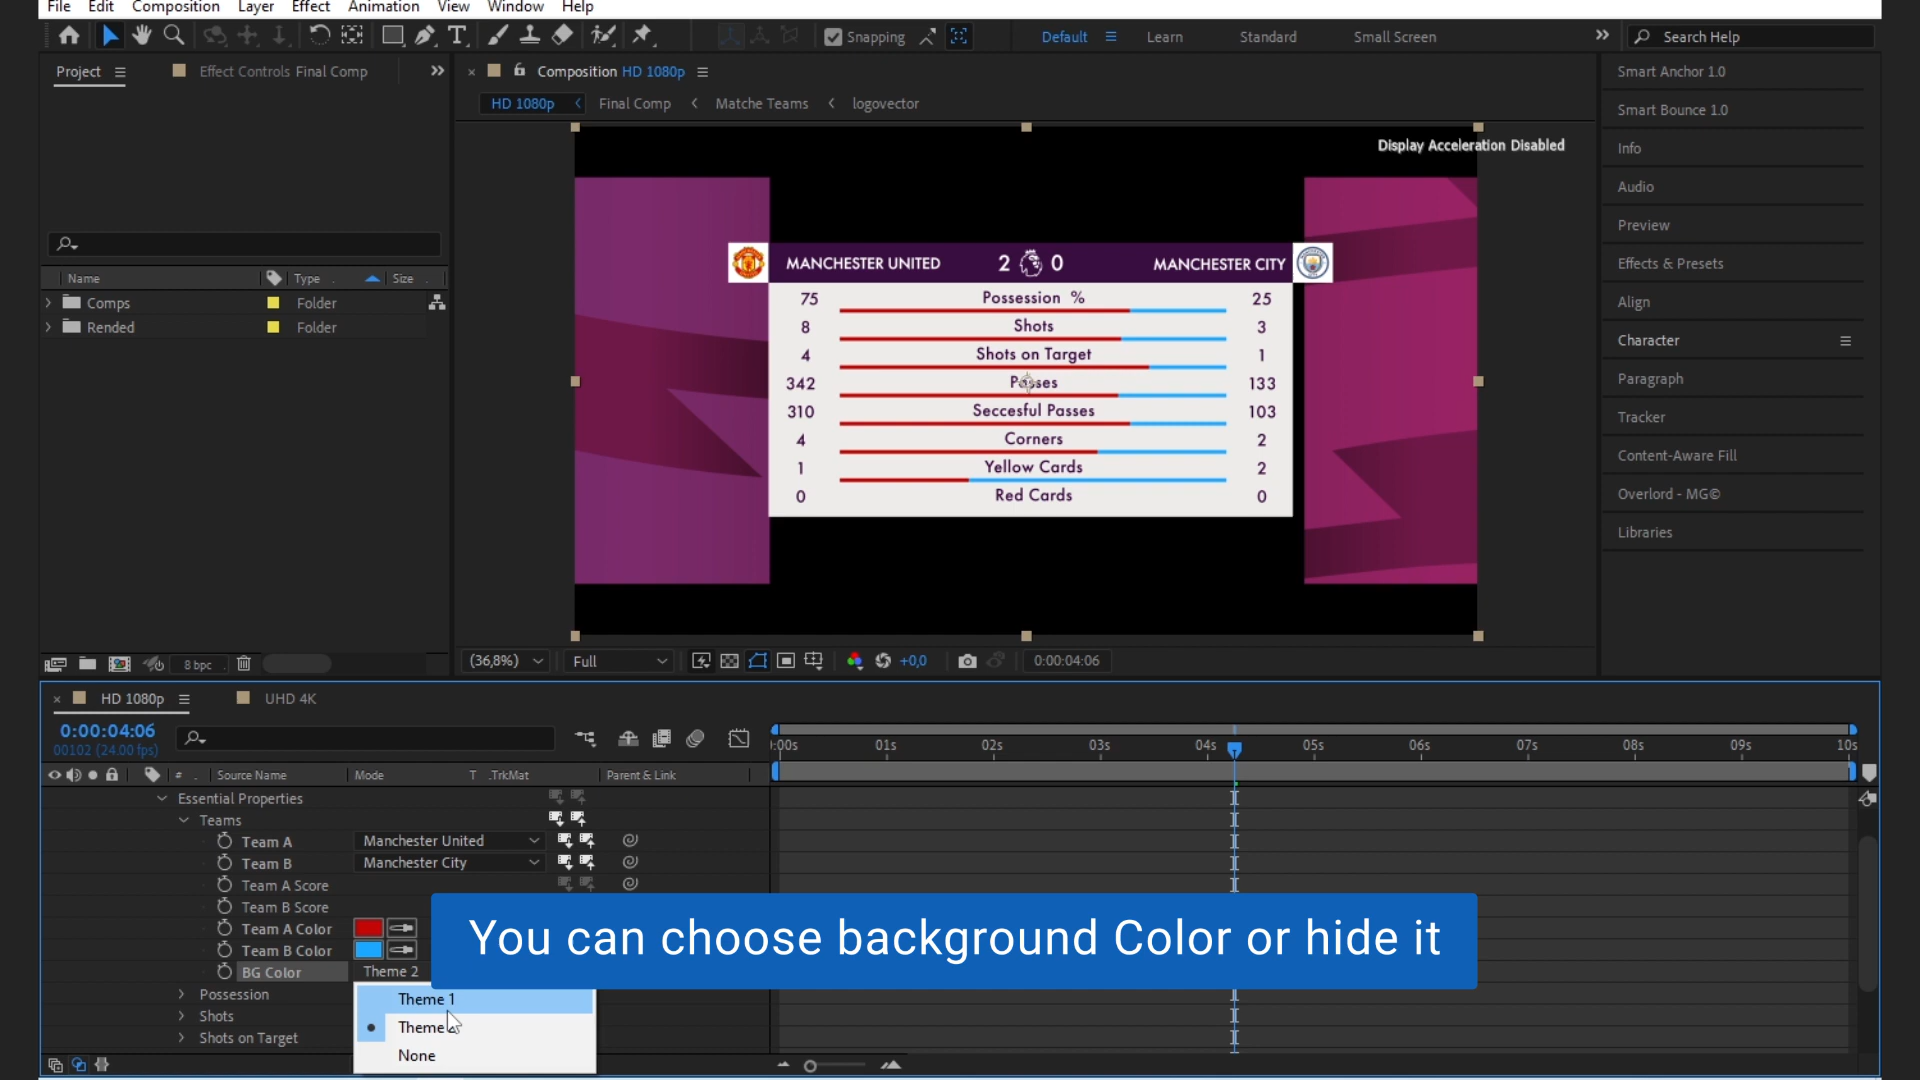 File Edit Composition Layer Effect Animation View Window Help
Snapping
Default Learn Standard Small Screen
Search Help
Project Effect Controls Final Comp
Composition HD 1080p
HD 1080p Final Comp Matche Teams logovector
Display Acceleration Disabled
Smart Anchor 1.0
Smart Bounce 1.0
Info
Audio
Preview
Effects & Presets
Align
Character
Paragraph
Tracker
Content-Aware Fill
Overlord - MG©
Libraries
Name Type Size
Comps Folder
Rended Folder
MANCHESTER UNITED 2 0 MANCHESTER CITY
75 Possession % 25
8 Shots 3
4 Shots on Target 1
342 Passes 133
310 Seccesful Passes 103
4 Corners 2
1 Yellow Cards 2
0 Red Cards 0
8 bpc
(36,8%) Full +0,0 0:00:04:06
HD 1080p UHD 4K
0:00:04:06
00102 (24.00 fps)
:00s 01s 02s 03s 04s 05s 06s 07s 08s 09s 10s
# Source Name Mode T .TrkMat Parent & Link
Essential Properties
Teams
Team A Manchester United
Team B Manchester City
Team A Score
Team B Score
Team A Color
Team B Color
BG Color Theme 2
Possession
Shots
Shots on Target
Theme 1
Theme
None
You can choose background Color or hide it